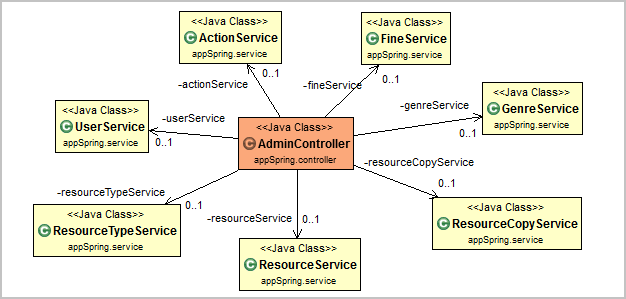 <<Java Class>>
ActionService
appSpring.service
<<Java Class>>
FineService
appSpring.service
-actionService
0..1
-fineService
0..1
<<Java Class>>
UserService
appSpring.service
-userService
0..1
<<Java Class>>
GenreService
appSpring.service
-genreService
0..1
<<Java Class>>
AdminController
appSpring.controller
-resourceTypeService
0..1
-resourceService
0..1
-resourceCopyService
0..1
<<Java Class>>
ResourceTypeService
appSpring.service
<<Java Class>>
ResourceService
appSpring.service
<<Java Class>>
ResourceCopyService
appSpring.service